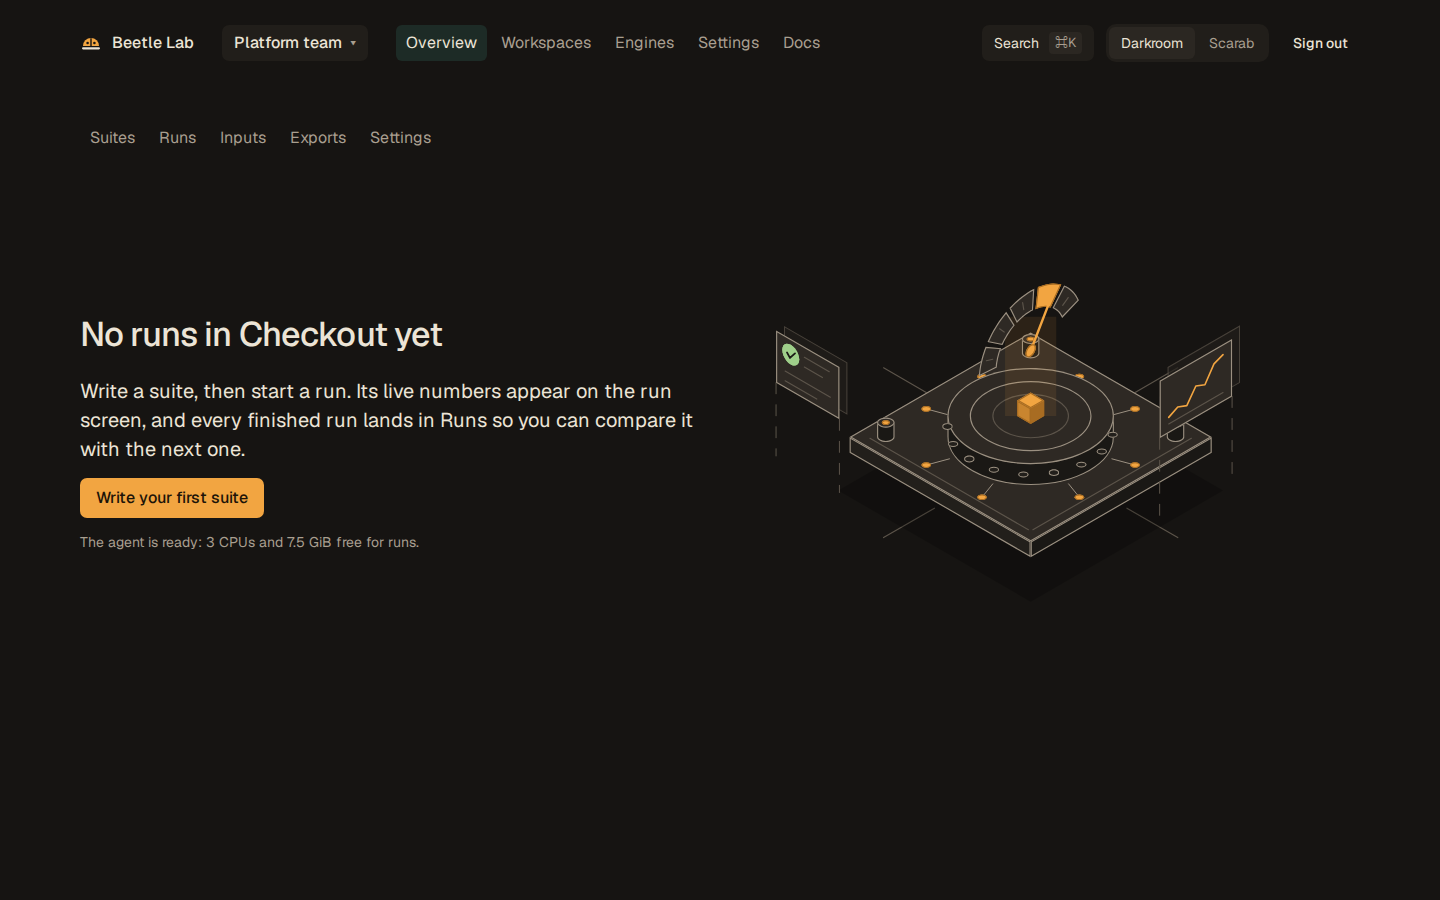 Beetle Lab
Platform team
Overview
Workspaces
Engines
Settings
Docs
Search ⌘K
Darkroom
Scarab
Sign out
Suites
Runs
Inputs
Exports
Settings
No runs in Checkout yet
Write a suite, then start a run. Its live numbers appear on the run
screen, and every finished run lands in Runs so you can compare it
with the next one.
Write your first suite
The agent is ready: 3 CPUs and 7.5 GiB free for runs.